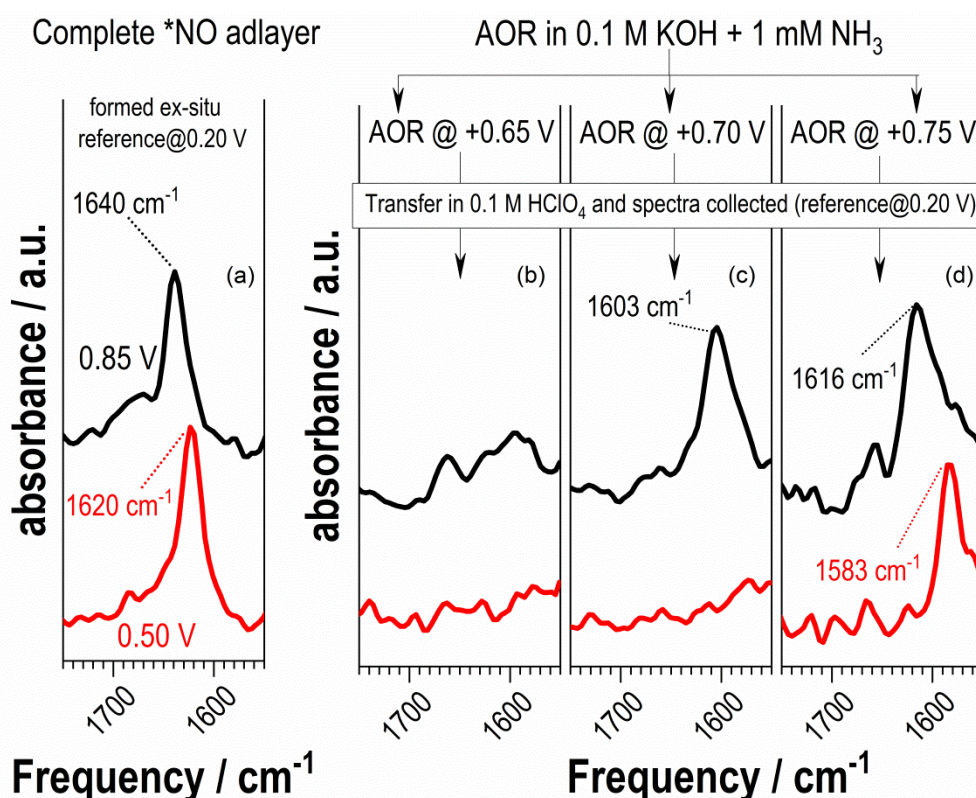 Complete *NO adlayer
AOR in 0.1 M KOH + 1 mM NH3
formed ex-situ
reference@0.20 V
AOR @ +0.65 V
AOR @ +0.70 V
AOR @ +0.75 V
Transfer in 0.1 M HClO4 and spectra collected (reference@0.20 V)
1640 cm-1
(a)
0.85 V
1620 cm-1
0.50 V
(b)
(c)
1603 cm-1
(d)
1616 cm-1
1583 cm-1
absorbance / a.u.
absorbance / a.u.
1700
1600
1700
1600
1700
1600
1700
1600
Frequency / cm-1
Frequency / cm-1